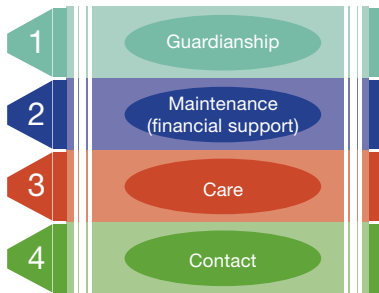 1 Guardianship
2 Maintenance
(financial support)
3 Care
4 Contact